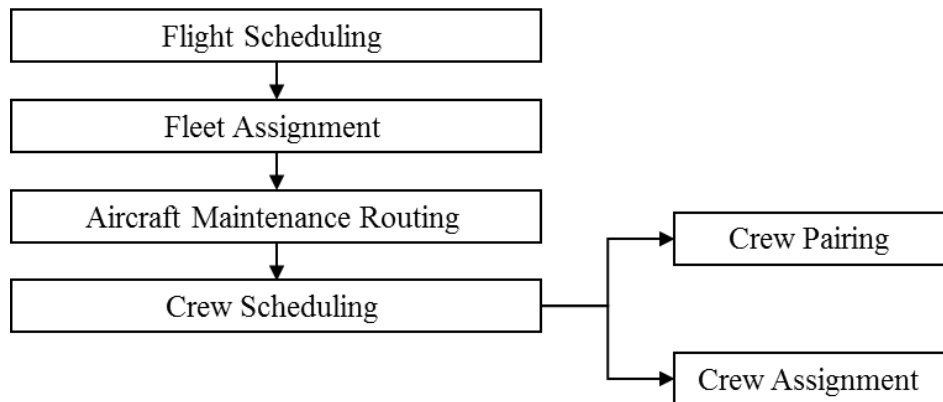 Flight Scheduling
Fleet Assignment
Aircraft Maintenance Routing
Crew Scheduling
Crew Pairing
Crew Assignment